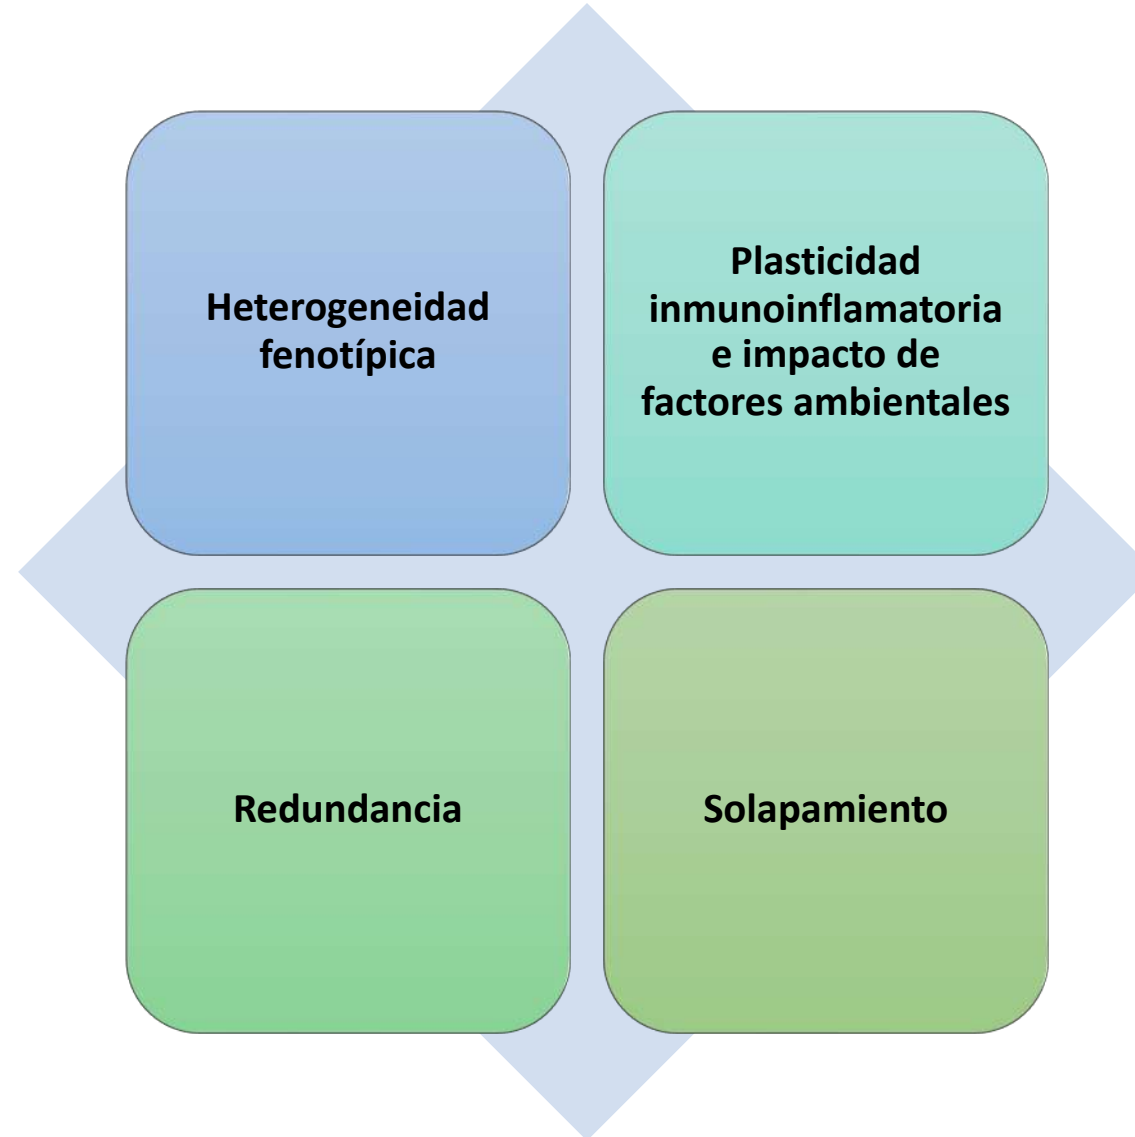 Heterogeneidad
fenotípica
Plasticidad
inmunoinflamatoria
e impacto de
factores ambientales
Redundancia
Solapamiento